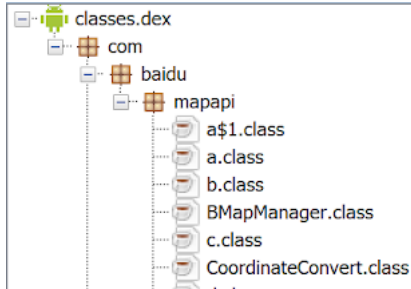 classes.dex
com
baidu
mapapi
a$1.class
a.class
b.class
BMapManager.class
c.class
CoordinateConvert.class